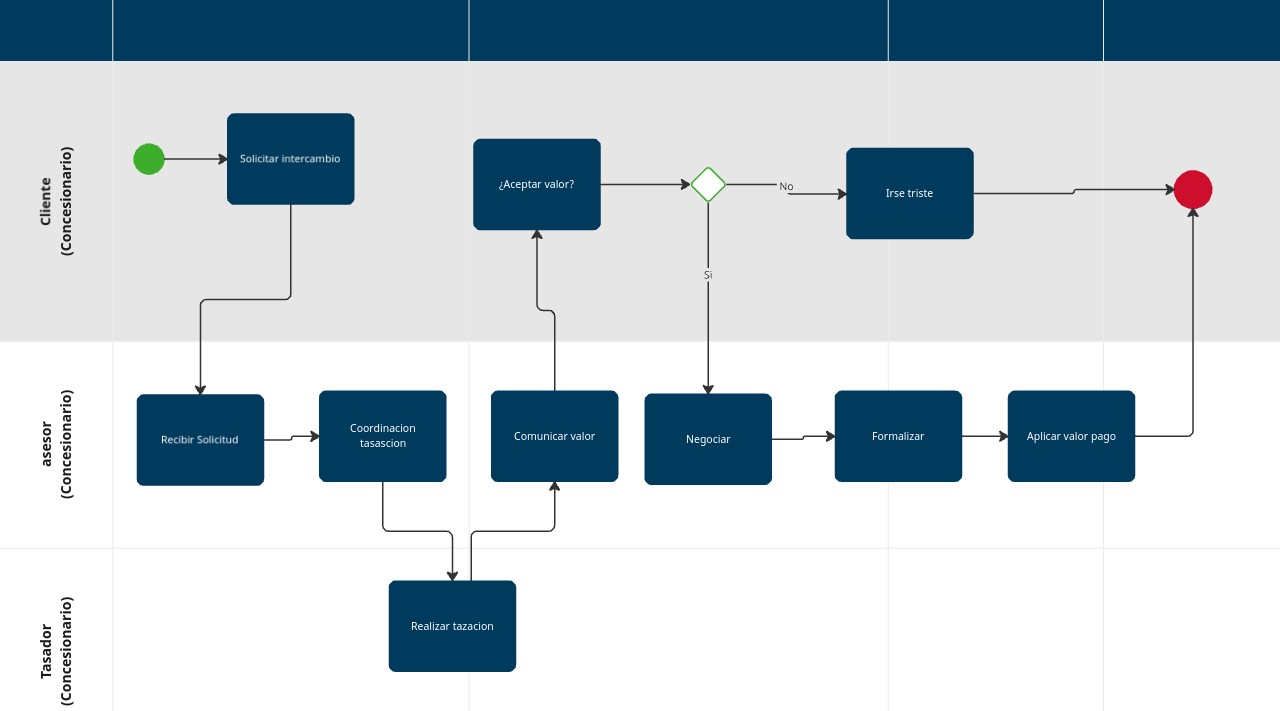 Cliente
(Concesionario)
Solicitar intercambio
¿Aceptar valor?
No
Irse triste
Si
asesor
(Concesionario)
Recibir Solicitud
Coordinacion
tasascion
Comunicar valor
Negociar
Formalizar
Aplicar valor pago
Tasador
(Concesionario)
Realizar tazacion